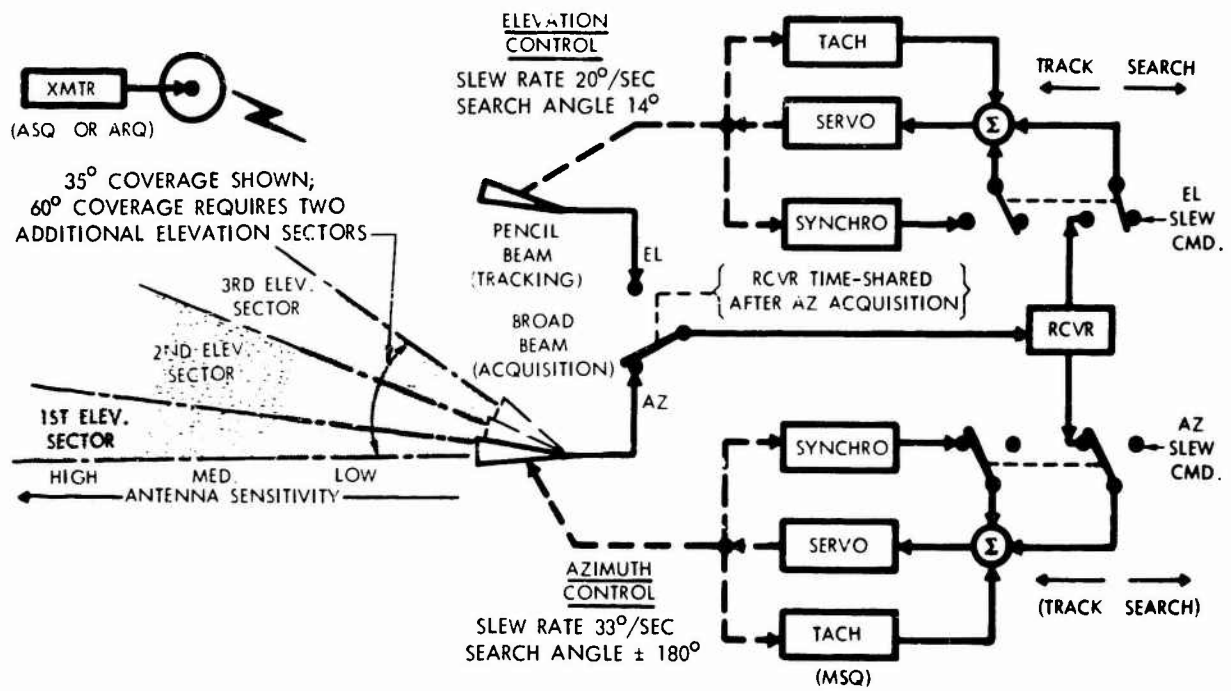 ELEVATION
CONTROL
SLEW RATE 20°/SEC
SEARCH ANGLE 14°
XMTR
(ASQ OR ARQ)
35° COVERAGE SHOWN;
60° COVERAGE REQUIRES TWO
ADDITIONAL ELEVATION SECTORS
TACH
SERVO
SYNCHRO
Σ
TRACK SEARCH
EL
SLEW
CMD.
PENCIL
BEAM
(TRACKING)
EL
RCVR TIME-SHARED
AFTER AZ ACQUISITION
RCVR
BROAD
BEAM
(ACQUISITION)
AZ
3RD ELEV.
SECTOR
2ND ELEV.
SECTOR
1ST ELEV.
SECTOR
HIGH MED. LOW
ANTENNA SENSITIVITY
SYNCHRO
SERVO
TACH
(MSQ)
Σ
AZ
SLEW
CMD.
(TRACK SEARCH)
AZIMUTH
CONTROL
SLEW RATE 33°/SEC
SEARCH ANGLE ± 180°